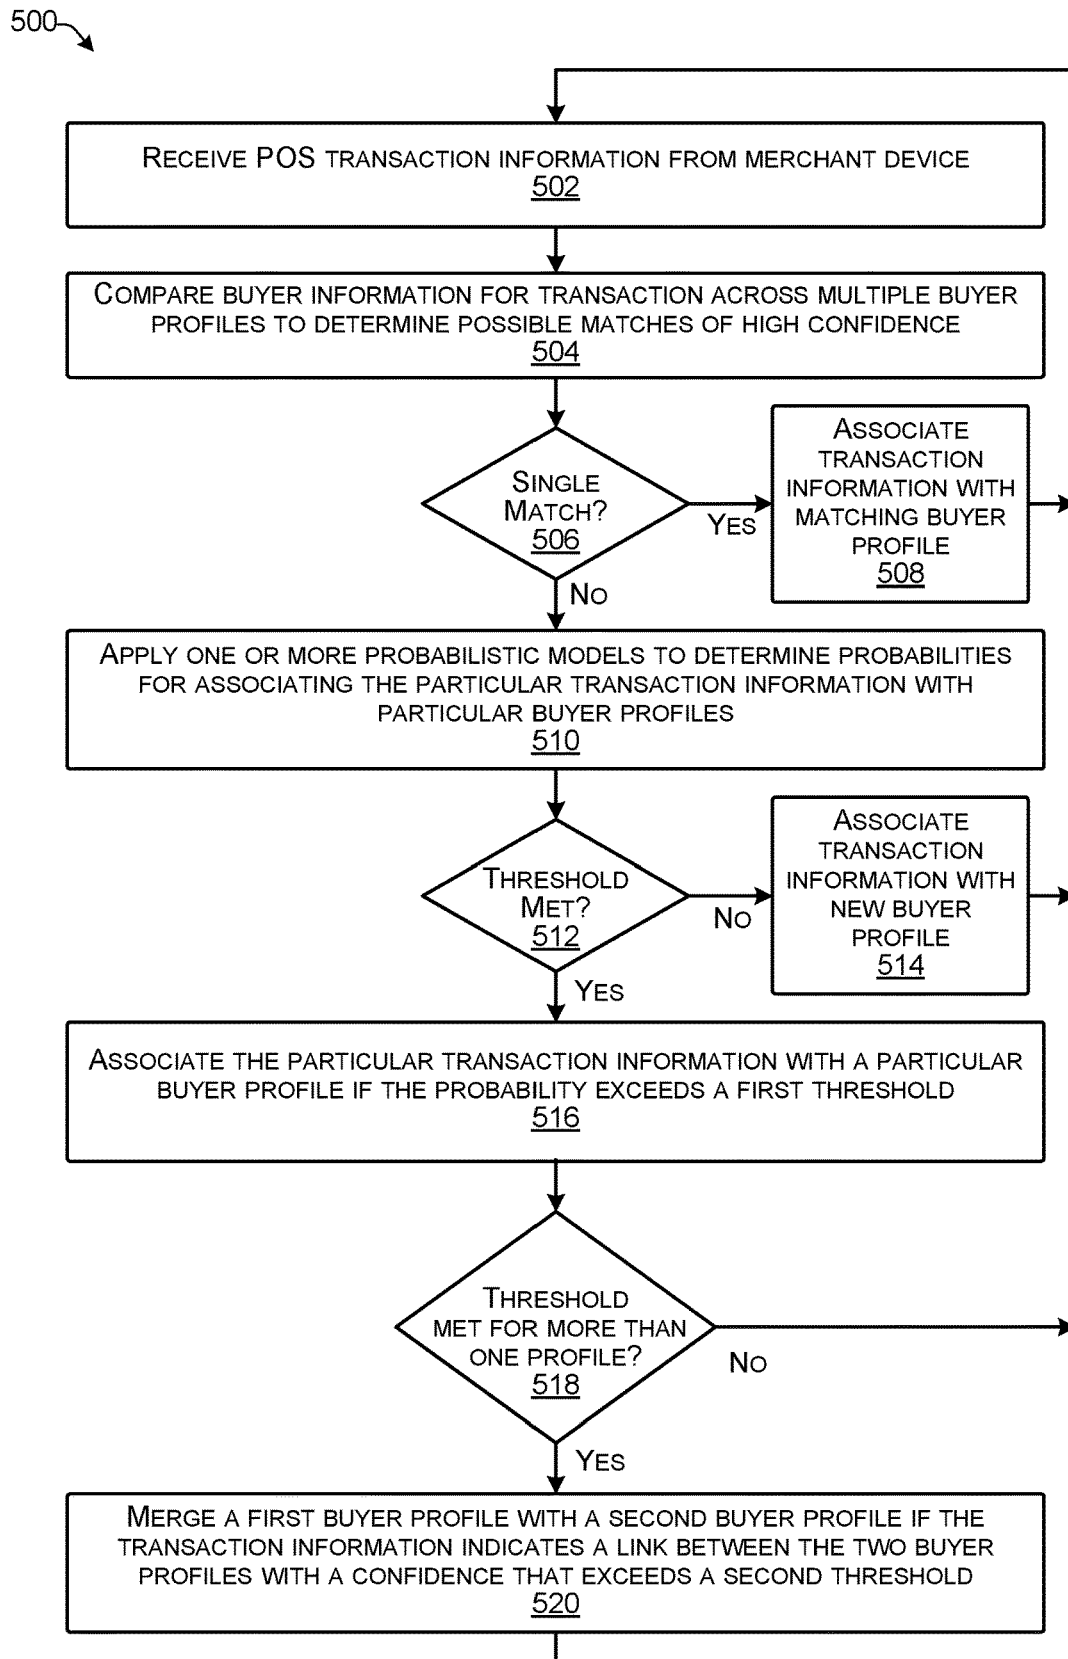 500
RECEIVE POS TRANSACTION INFORMATION FROM MERCHANT DEVICE
502
COMPARE BUYER INFORMATION FOR TRANSACTION ACROSS MULTIPLE BUYER
PROFILES TO DETERMINE POSSIBLE MATCHES OF HIGH CONFIDENCE
504
SINGLE
MATCH?
506
YES
ASSOCIATE
TRANSACTION
INFORMATION WITH
MATCHING BUYER
PROFILE
508
NO
APPLY ONE OR MORE PROBABILISTIC MODELS TO DETERMINE PROBABILITIES
FOR ASSOCIATING THE PARTICULAR TRANSACTION INFORMATION WITH
PARTICULAR BUYER PROFILES
510
THRESHOLD
MET?
512
NO
ASSOCIATE
TRANSACTION
INFORMATION WITH
NEW BUYER
PROFILE
514
YES
ASSOCIATE THE PARTICULAR TRANSACTION INFORMATION WITH A PARTICULAR
BUYER PROFILE IF THE PROBABILITY EXCEEDS A FIRST THRESHOLD
516
THRESHOLD
MET FOR MORE THAN
ONE PROFILE?
518
NO
YES
MERGE A FIRST BUYER PROFILE WITH A SECOND BUYER PROFILE IF THE
TRANSACTION INFORMATION INDICATES A LINK BETWEEN THE TWO BUYER
PROFILES WITH A CONFIDENCE THAT EXCEEDS A SECOND THRESHOLD
520